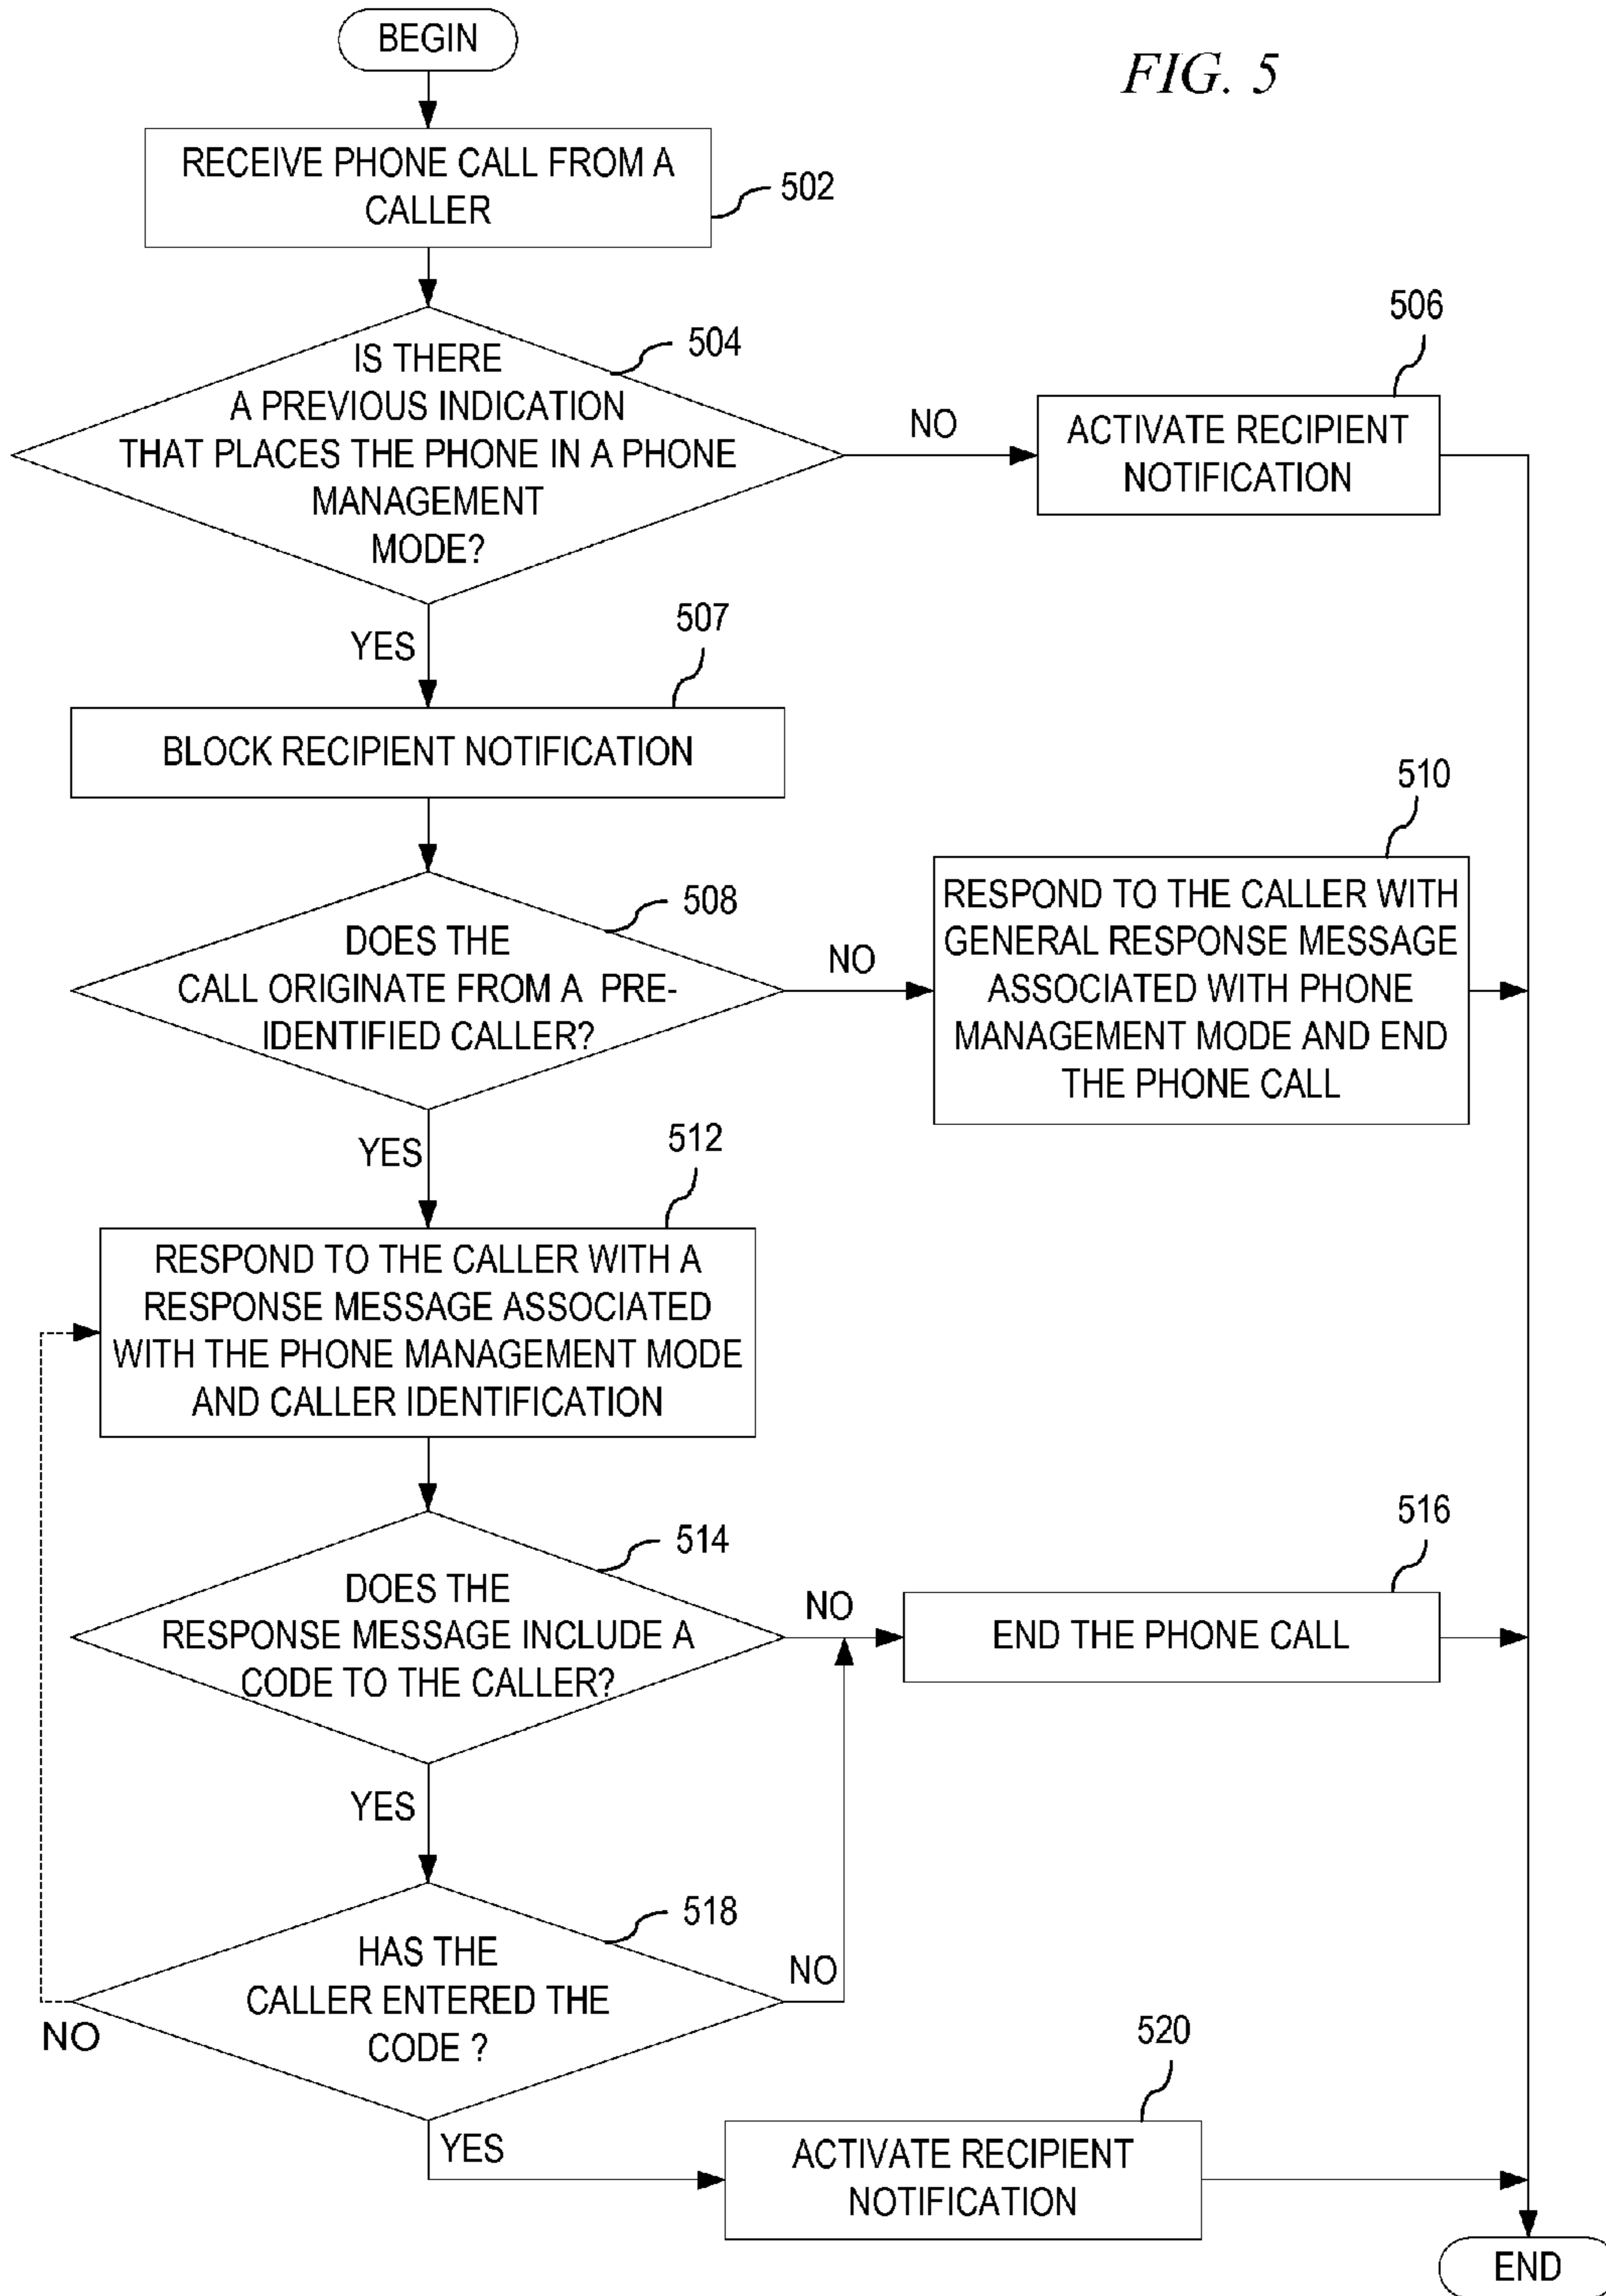 BEGIN
FIG. 5
RECEIVE PHONE CALL FROM A
CALLER
502
IS THERE
A PREVIOUS INDICATION
THAT PLACES THE PHONE IN A PHONE
MANAGEMENT
MODE?
504
NO
506
ACTIVATE RECIPIENT
NOTIFICATION
YES
507
BLOCK RECIPIENT NOTIFICATION
508
DOES THE
CALL ORIGINATE FROM A PRE-
IDENTIFIED CALLER?
NO
510
RESPOND TO THE CALLER WITH
GENERAL RESPONSE MESSAGE
ASSOCIATED WITH PHONE
MANAGEMENT MODE AND END
THE PHONE CALL
YES
512
RESPOND TO THE CALLER WITH A
RESPONSE MESSAGE ASSOCIATED
WITH THE PHONE MANAGEMENT MODE
AND CALLER IDENTIFICATION
514
DOES THE
RESPONSE MESSAGE INCLUDE A
CODE TO THE CALLER?
NO
516
END THE PHONE CALL
YES
518
HAS THE
CALLER ENTERED THE
CODE ?
NO
NO
YES
520
ACTIVATE RECIPIENT
NOTIFICATION
END